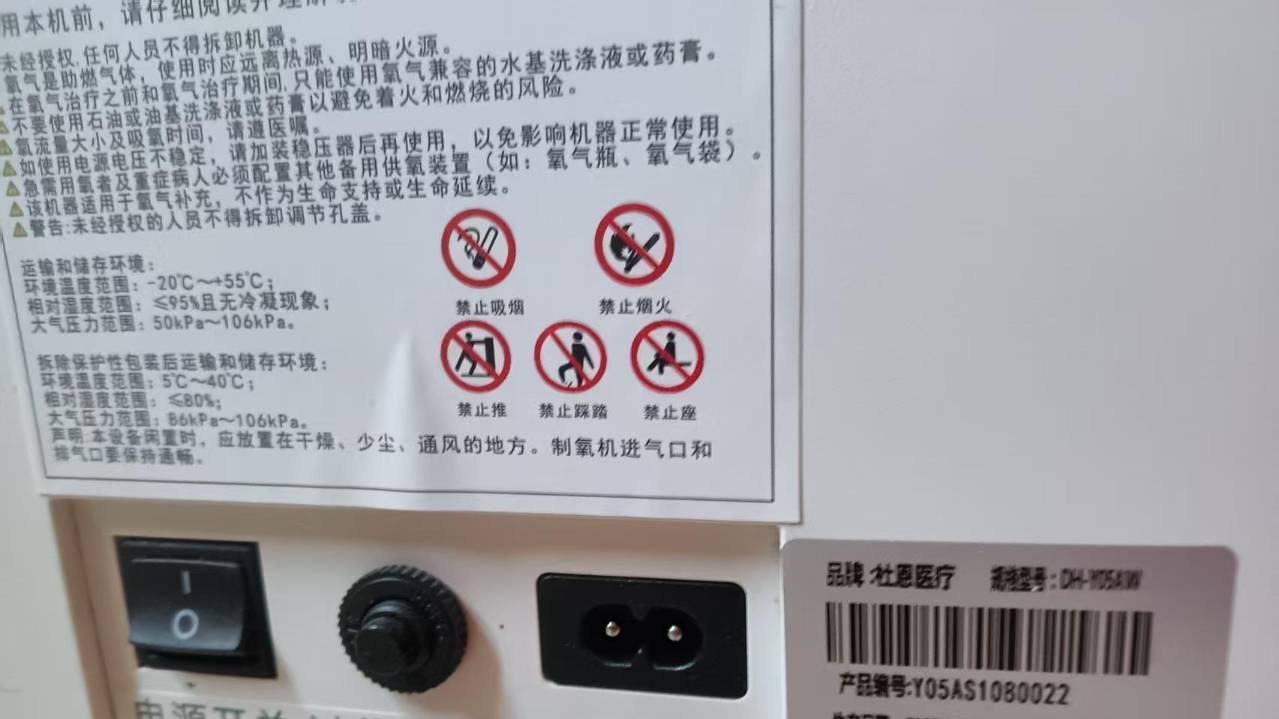 用本机前，请仔细阅读并理解
未经授权,任何人员不得拆卸机器。
氧气是助燃气体，使用时应远离热源、明暗火源。
在氧气治疗之前和氧气治疗期间,只能使用氧气兼容的水基洗涤液或药膏。
不要使用石油或油基洗涤液或药膏以避免着火和燃烧的风险。
氧流量大小及吸氧时间，请遵医嘱。
如使用电源电压不稳定，请加装稳压器后再使用，以免影响机器正常使用。
急需用氧者及重症病人必须配置其他备用供氧装置（如：氧气瓶、氧气袋）。
该机器适用于氧气补充，不作为生命支持或生命延续。
警告:未经授权的人员不得拆卸调节孔盖。
运输和储存环境：
环境温度范围：-20℃～+55℃；
相对湿度范围：≤95%且无冷凝现象；
大气压力范围：50kPa～106kPa。
拆除保护性包装后运输和储存环境：
环境温度范围：5℃～40℃；
相对湿度范围：≤80%;
大气压力范围：86kPa～106kPa。
声明:本设备闲置时，应放置在干燥、少尘、通风的地方。制氧机进气口和
排气口要保持通畅。
禁止吸烟
禁止烟火
禁止推
禁止踩踏
禁止座
电源开关
品牌:杜恩医疗 规格型号:DH-Y05AW
产品编号:Y05AS10B0022